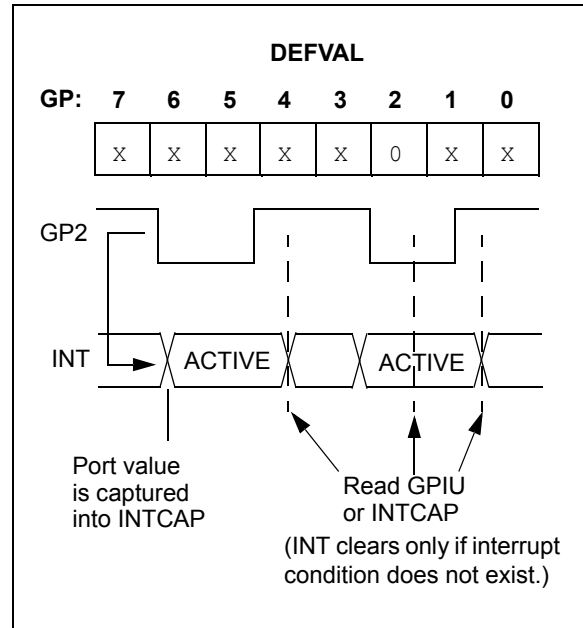 DEFVAL
GP: 7 6 5 4 3 2 1 0
X X X X X 0 X X
GP2
INT ACTIVE ACTIVE
Port value
is captured
into INTCAP
Read GPIU
or INTCAP
(INT clears only if interrupt
condition does not exist.)